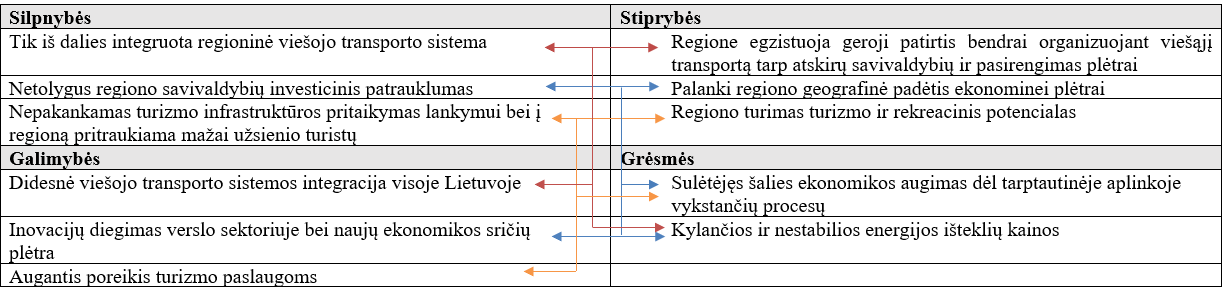 Silpnybės
Stiprybės
Tik iš dalies integruota regioninė viešojo transporto sistema
Regione egzistuoja geroji patirtis bendrai organizuojant viešąjį
transportą tarp atskirų savivaldybių ir pasirengimas plėtrai
Netolygus regiono savivaldybių investicinis patrauklumas
Palanki regiono geografinė padėtis ekonominei plėtrai
Nepakankamas turizmo infrastruktūros pritaikymas lankymui bei į
regioną pritraukiama mažai užsienio turistų
Regiono turimas turizmo ir rekreacinis potencialas
Galimybės
Grėsmės
Didesnė viešojo transporto sistemos integracija visoje Lietuvoje
Sulėtėjęs šalies ekonomikos augimas dėl tarptautinėje aplinkoje
vykstančių procesų
Inovacijų diegimas verslo sektoriuje bei naujų ekonomikos sričių
plėtra
Kylančios ir nestabilios energijos išteklių kainos
Augantis poreikis turizmo paslaugoms